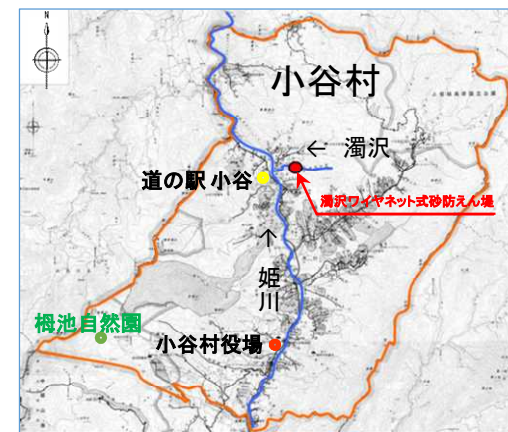 N
小谷村
← 濁沢
道の駅 小谷
濁沢ワイヤネット式砂防えん堤
↑
姫川
栂池自然園
小谷村役場